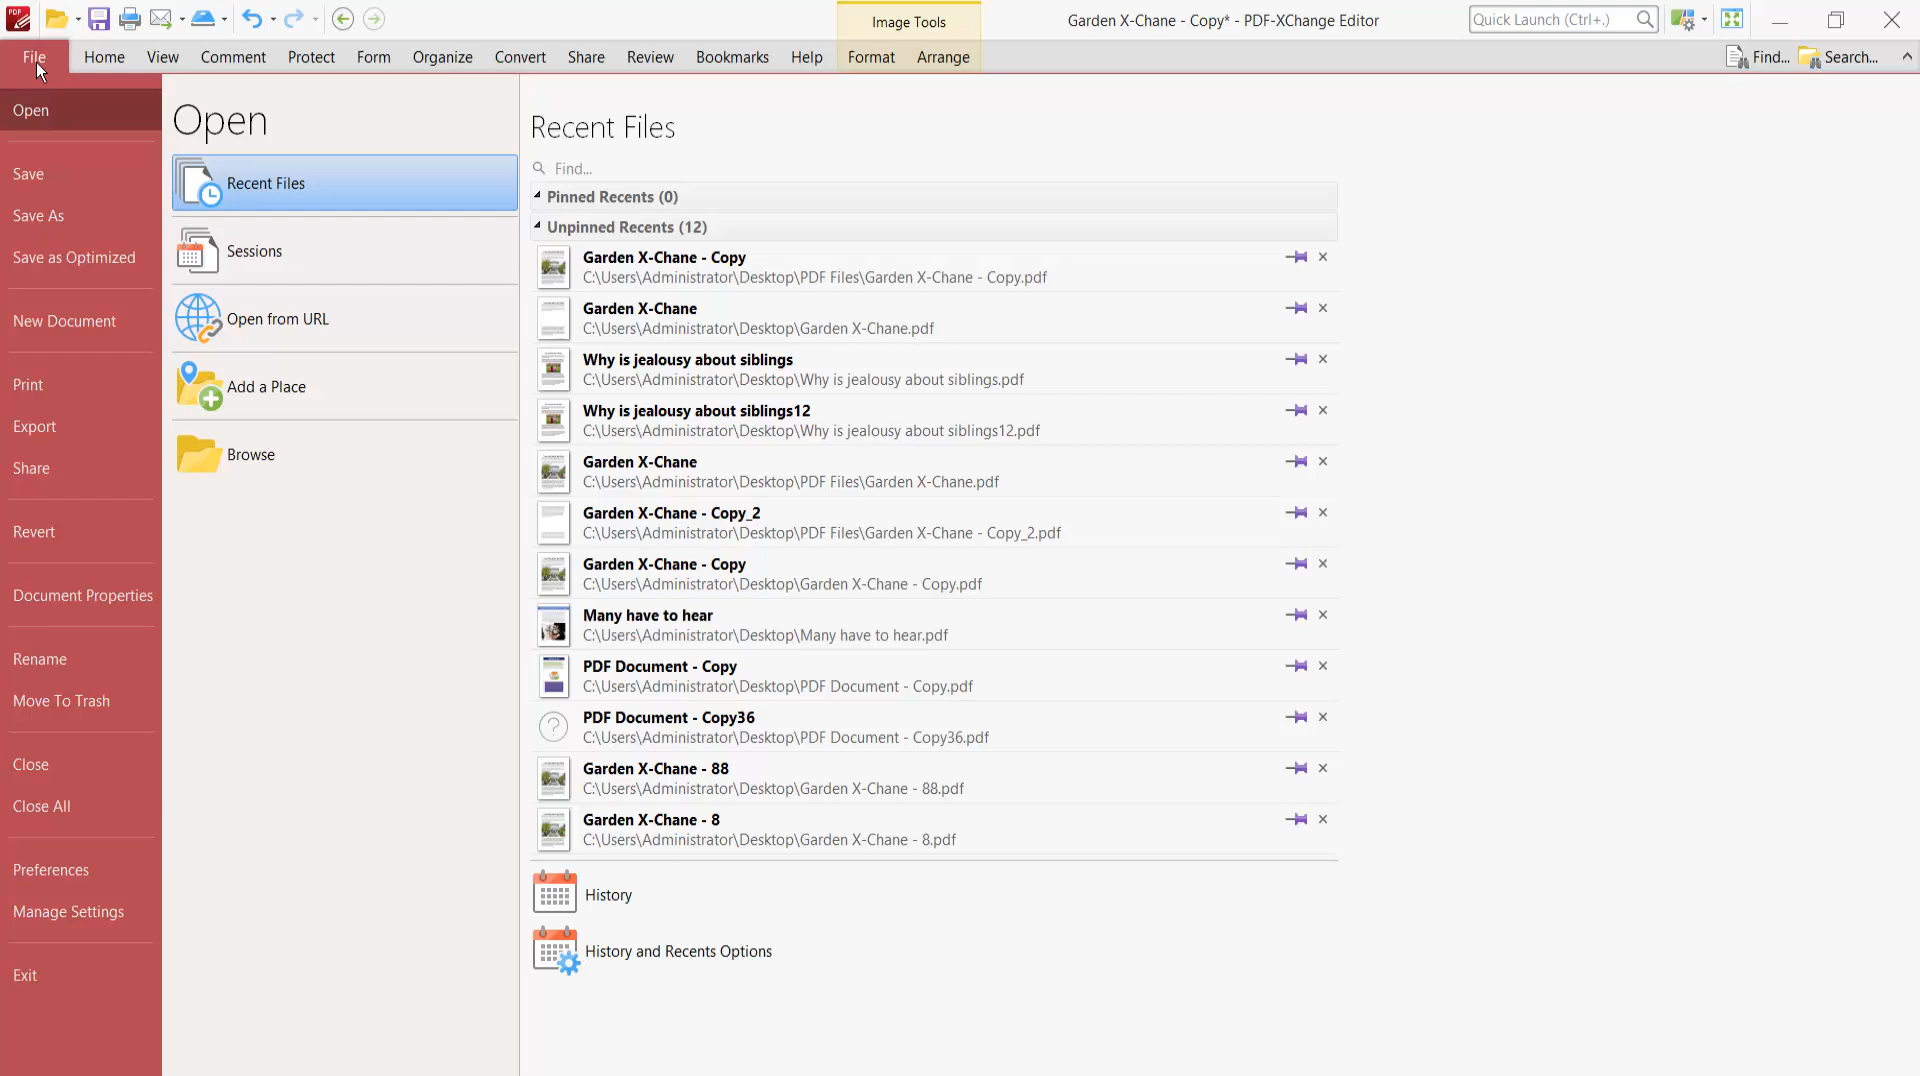 PDF
Image Tools
Garden X-Chane - Copy* - PDF-XChange Editor
Quick Launch (Ctrl+.)
File
Home
View
Comment
Protect
Form
Organize
Convert
Share
Review
Bookmarks
Help
Format
Arrange
Find...
Search...
Open
Save
Save As
Save as Optimized
New Document
Print
Export
Share
Revert
Document Properties
Rename
Move To Trash
Close
Close All
Preferences
Manage Settings
Exit
Open
Recent Files
Sessions
Open from URL
Add a Place
Browse
Recent Files
Find...
Pinned Recents (0)
Unpinned Recents (12)
Garden X-Chane - Copy
C:\Users\Administrator\Desktop\PDF Files\Garden X-Chane - Copy.pdf
Garden X-Chane
C:\Users\Administrator\Desktop\Garden X-Chane.pdf
Why is jealousy about siblings
C:\Users\Administrator\Desktop\Why is jealousy about siblings.pdf
Why is jealousy about siblings12
C:\Users\Administrator\Desktop\Why is jealousy about siblings12.pdf
Garden X-Chane
C:\Users\Administrator\Desktop\PDF Files\Garden X-Chane.pdf
Garden X-Chane - Copy_2
C:\Users\Administrator\Desktop\PDF Files\Garden X-Chane - Copy_2.pdf
Garden X-Chane - Copy
C:\Users\Administrator\Desktop\Garden X-Chane - Copy.pdf
Many have to hear
C:\Users\Administrator\Desktop\Many have to hear.pdf
PDF Document - Copy
C:\Users\Administrator\Desktop\PDF Document - Copy.pdf
PDF Document - Copy36
C:\Users\Administrator\Desktop\PDF Document - Copy36.pdf
Garden X-Chane - 88
C:\Users\Administrator\Desktop\Garden X-Chane - 88.pdf
Garden X-Chane - 8
C:\Users\Administrator\Desktop\Garden X-Chane - 8.pdf
History
History and Recents Options